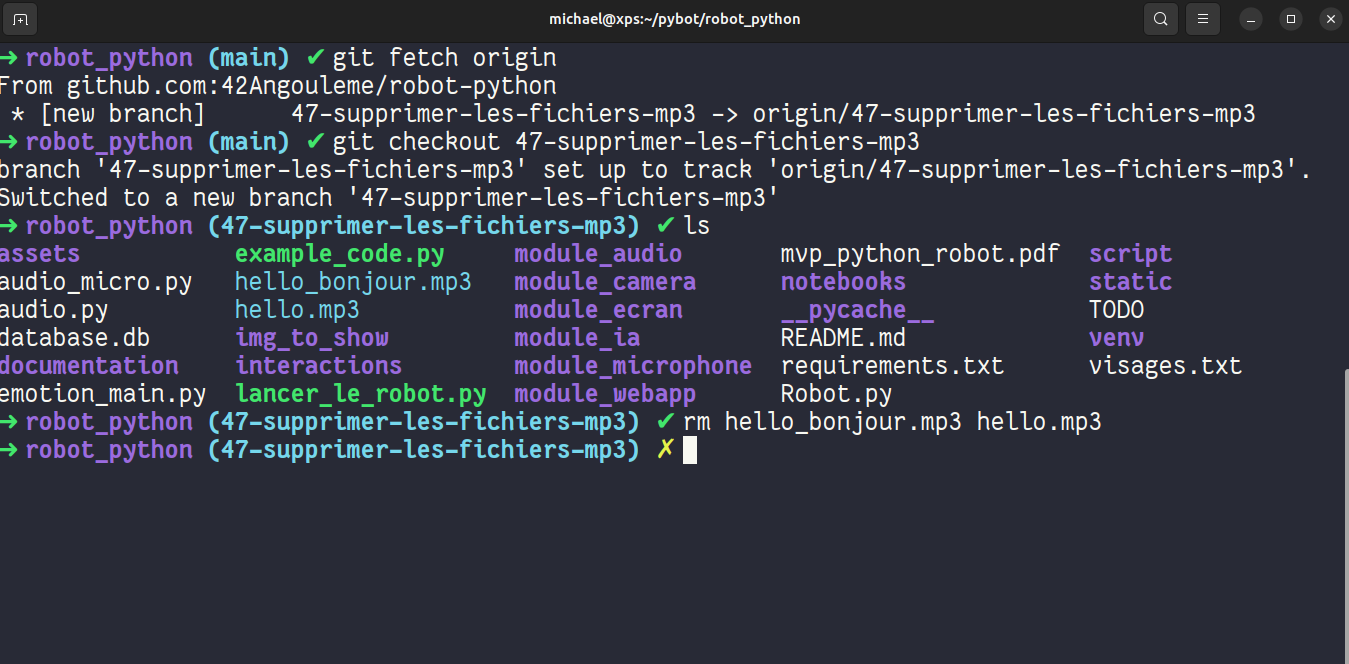 michael@xps:~/pybot/robot_python
➜ robot_python (main) ✔ git fetch origin
From github.com:42Angouleme/robot-python
 * [new branch]      47-supprimer-les-fichiers-mp3 -> origin/47-supprimer-les-fichiers-mp3
➜ robot_python (main) ✔ git checkout 47-supprimer-les-fichiers-mp3
branch '47-supprimer-les-fichiers-mp3' set up to track 'origin/47-supprimer-les-fichiers-mp3'.
Switched to a new branch '47-supprimer-les-fichiers-mp3'
➜ robot_python (47-supprimer-les-fichiers-mp3) ✔ ls
assets           example_code.py     module_audio       mvp_python_robot.pdf  script
audio_micro.py   hello_bonjour.mp3   module_camera      notebooks             static
audio.py         hello.mp3           module_ecran       __pycache__           TODO
database.db      img_to_show         module_ia          README.md             venv
documentation    interactions        module_microphone  requirements.txt      visages.txt
emotion_main.py  lancer_le_robot.py  module_webapp      Robot.py
➜ robot_python (47-supprimer-les-fichiers-mp3) ✔ rm hello_bonjour.mp3 hello.mp3
➜ robot_python (47-supprimer-les-fichiers-mp3) ✗